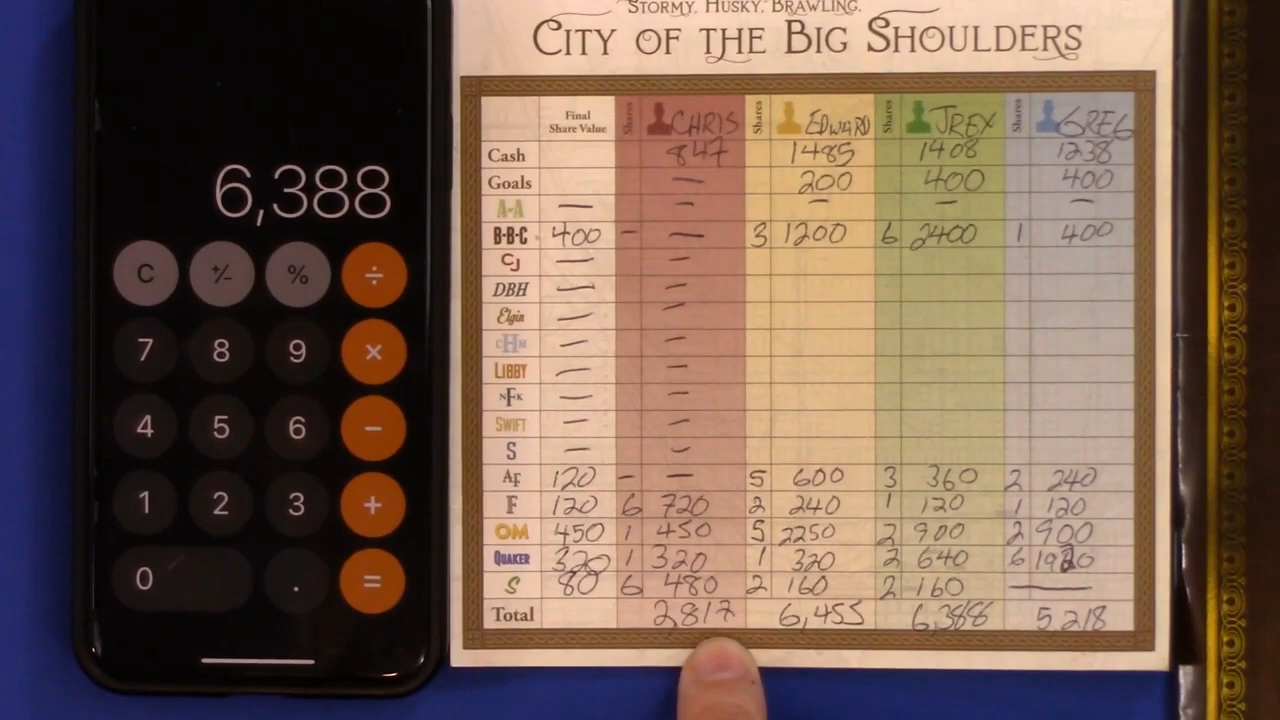 6,388
C +/- % ÷
7 8 9 ×
4 5 6 −
1 2 3 +
0 . =
STORMY. HUSKY. BRAWLING.
CITY OF THE BIG SHOULDERS
Final Share Value Shares CHRIS Shares EDWARD Shares JREX Shares GREG
Cash 847 1485 1408 1238
Goals — 200 400 400
A-A — — — — —
B·B·C 400 - — 3 1200 6 2400 1 400
CJ — —
DBH — —
Elgin — —
CHM — —
LIBBY — —
NFK — —
SWIFT — —
S — —
AF 120 - — 5 600 3 360 2 240
F 120 6 720 2 240 1 120 1 120
OM 450 1 450 5 2250 2 900 2 900
QUAKER 320 1 320 1 320 2 640 6 1920
S 80 6 480 2 160 2 160 —
Total 2817 6,455 6,388 5218